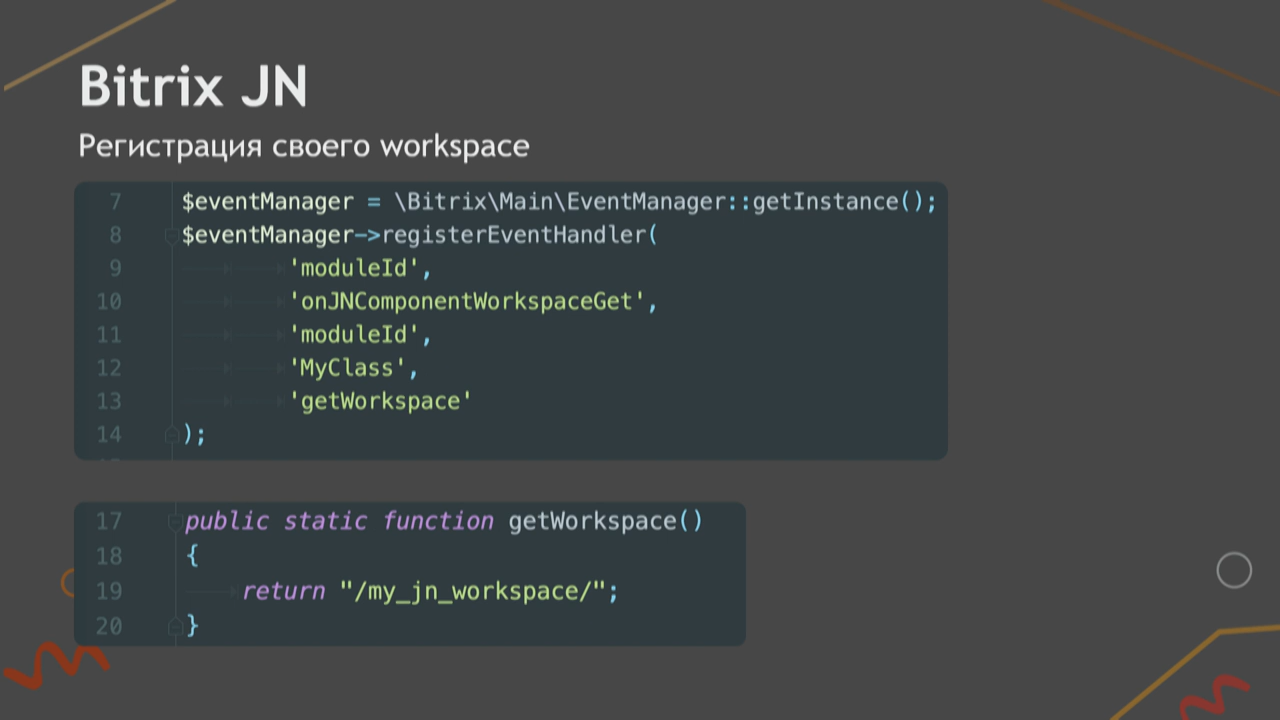 Bitrix JN
Регистрация своего workspace
7 $eventManager = \Bitrix\Main\EventManager::getInstance();
8 $eventManager->registerEventHandler(
9 'moduleId',
10 'onJNComponentWorkspaceGet',
11 'moduleId',
12 'MyClass',
13 'getWorkspace'
14 );
17 public static function getWorkspace()
18 {
19 return "/my_jn_workspace/";
20 }